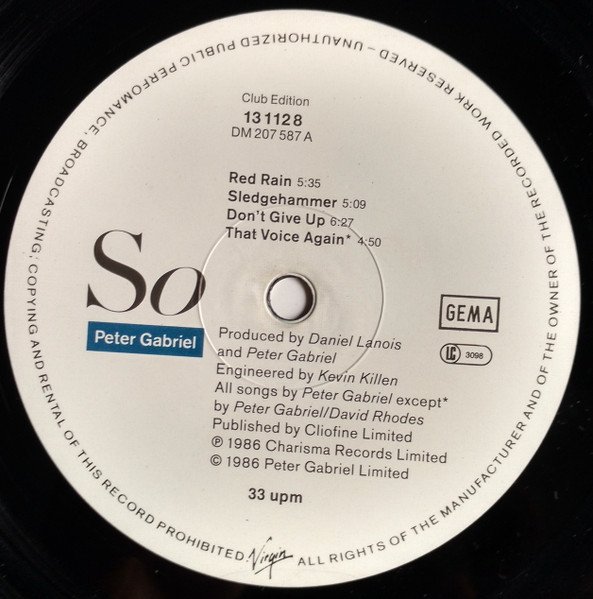 Club Edition
13 112 8
DM 207 587 A
Red Rain 5:35
Sledgehammer 5:09
Don't Give Up 6:27
That Voice Again* 4:50
So
Peter Gabriel
GEMA
LC 3098
Produced by Daniel Lanois
and Peter Gabriel
Engineered by Kevin Killen
All songs by Peter Gabriel except*
by Peter Gabriel/David Rhodes
Published by Cliofine Limited
℗ 1986 Charisma Records Limited
© 1986 Peter Gabriel Limited
33 upm
Virgin
ALL RIGHTS OF THE MANUFACTURER AND OF THE OWNER OF THE RECORDED WORK RESERVED – UNAUTHORIZED PUBLIC PERFOMANCE, BROADCASTING; COPYING AND RENTAL OF THIS RECORD PROHIBITED